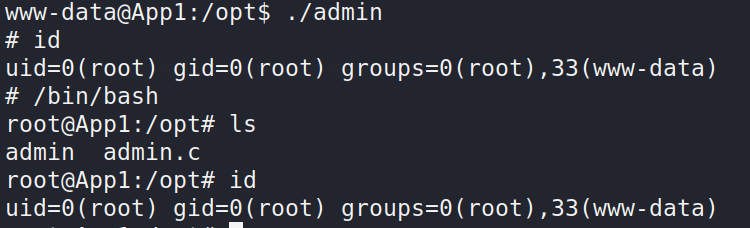 www-data@App1:/opt$ ./admin
# id
uid=0(root) gid=0(root) groups=0(root),33(www-data)
# /bin/bash
root@App1:/opt# ls
admin  admin.c
root@App1:/opt# id
uid=0(root) gid=0(root) groups=0(root),33(www-data)